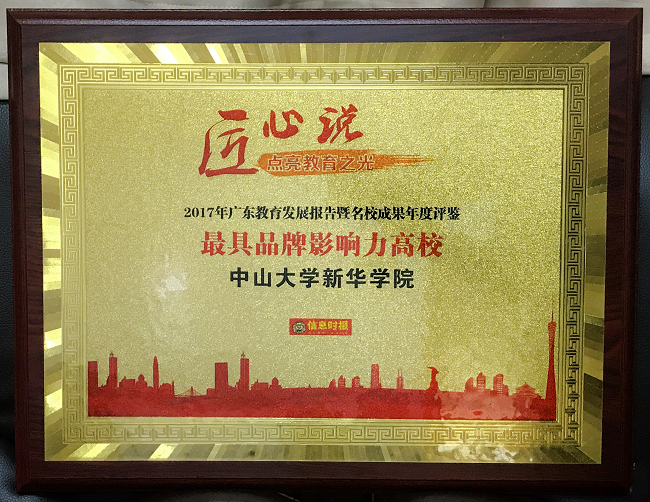 匠心说
点亮教育之光
2017年广东教育发展报告暨名校成果年度评鉴
最具品牌影响力高校
中山大学新华学院
信息时报